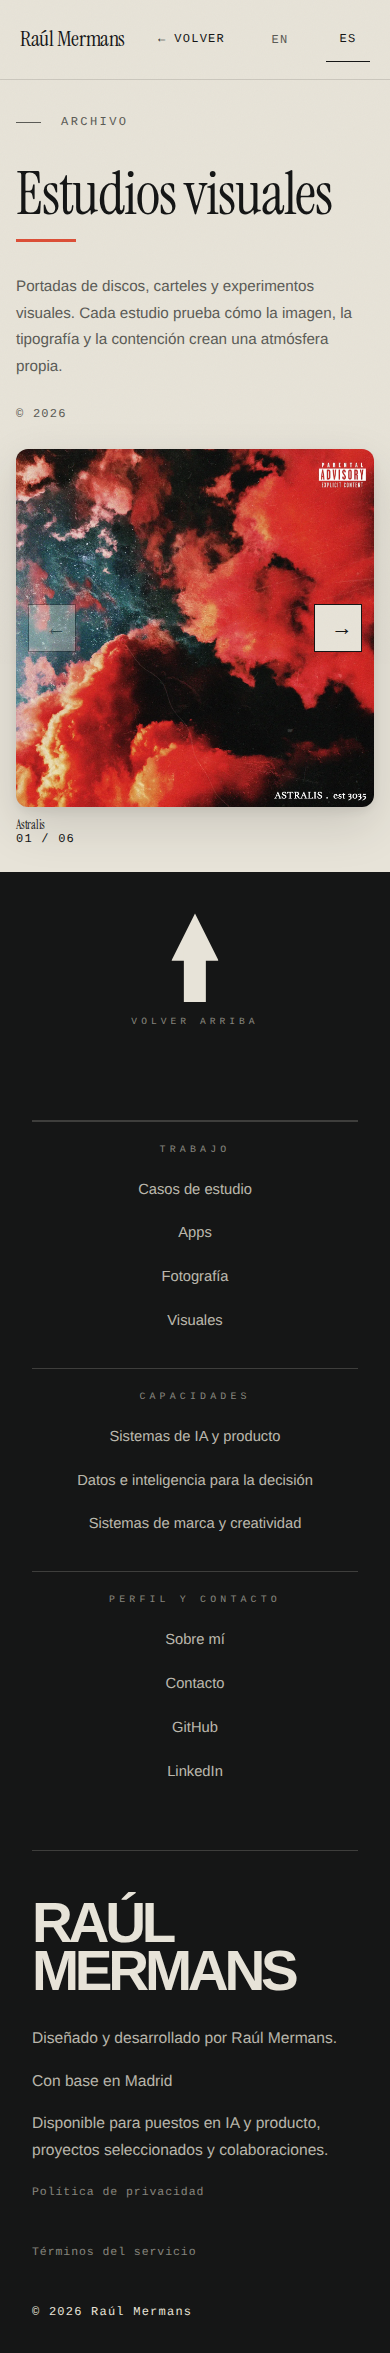 Raúl Mermans
← VOLVER
EN
ES
ARCHIVO
Estudios visuales
Portadas de discos, carteles y experimentos
visuales. Cada estudio prueba cómo la imagen, la
tipografía y la contención crean una atmósfera
propia.
© 2026
PARENTAL
ADVISORY
EXPLICIT CONTENT
←
→
ASTRALIS . est 3035
Astralis
01 / 06
VOLVER ARRIBA
TRABAJO
Casos de estudio
Apps
Fotografía
Visuales
CAPACIDADES
Sistemas de IA y producto
Datos e inteligencia para la decisión
Sistemas de marca y creatividad
PERFIL Y CONTACTO
Sobre mí
Contacto
GitHub
LinkedIn
RAÚL
MERMANS
Diseñado y desarrollado por Raúl Mermans.
Con base en Madrid
Disponible para puestos en IA y producto,
proyectos seleccionados y colaboraciones.
Política de privacidad
Términos del servicio
© 2026 Raúl Mermans